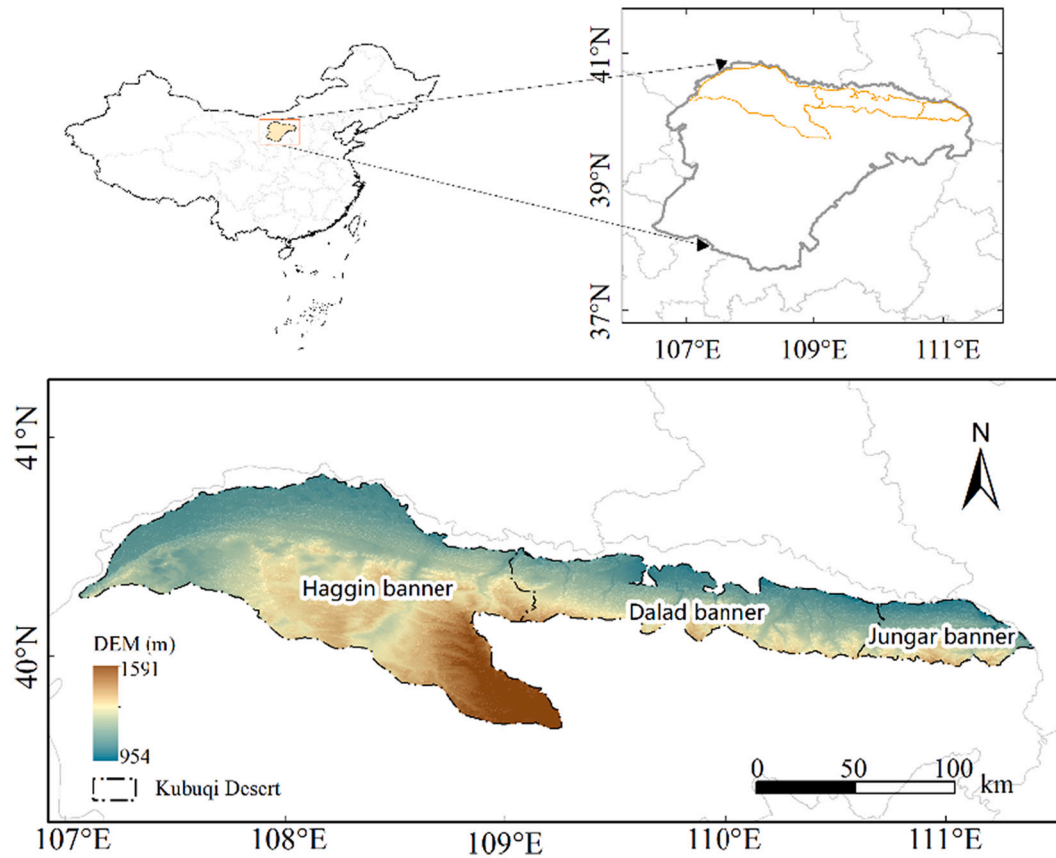 41°N
39°N
37°N
107°E
109°E
111°E
41°N
40°N
N
Haggin banner
Dalad banner
Jungar banner
DEM (m)
1591
954
Kubuqi Desert
0
50
100
km
107°E
108°E
109°E
110°E
111°E